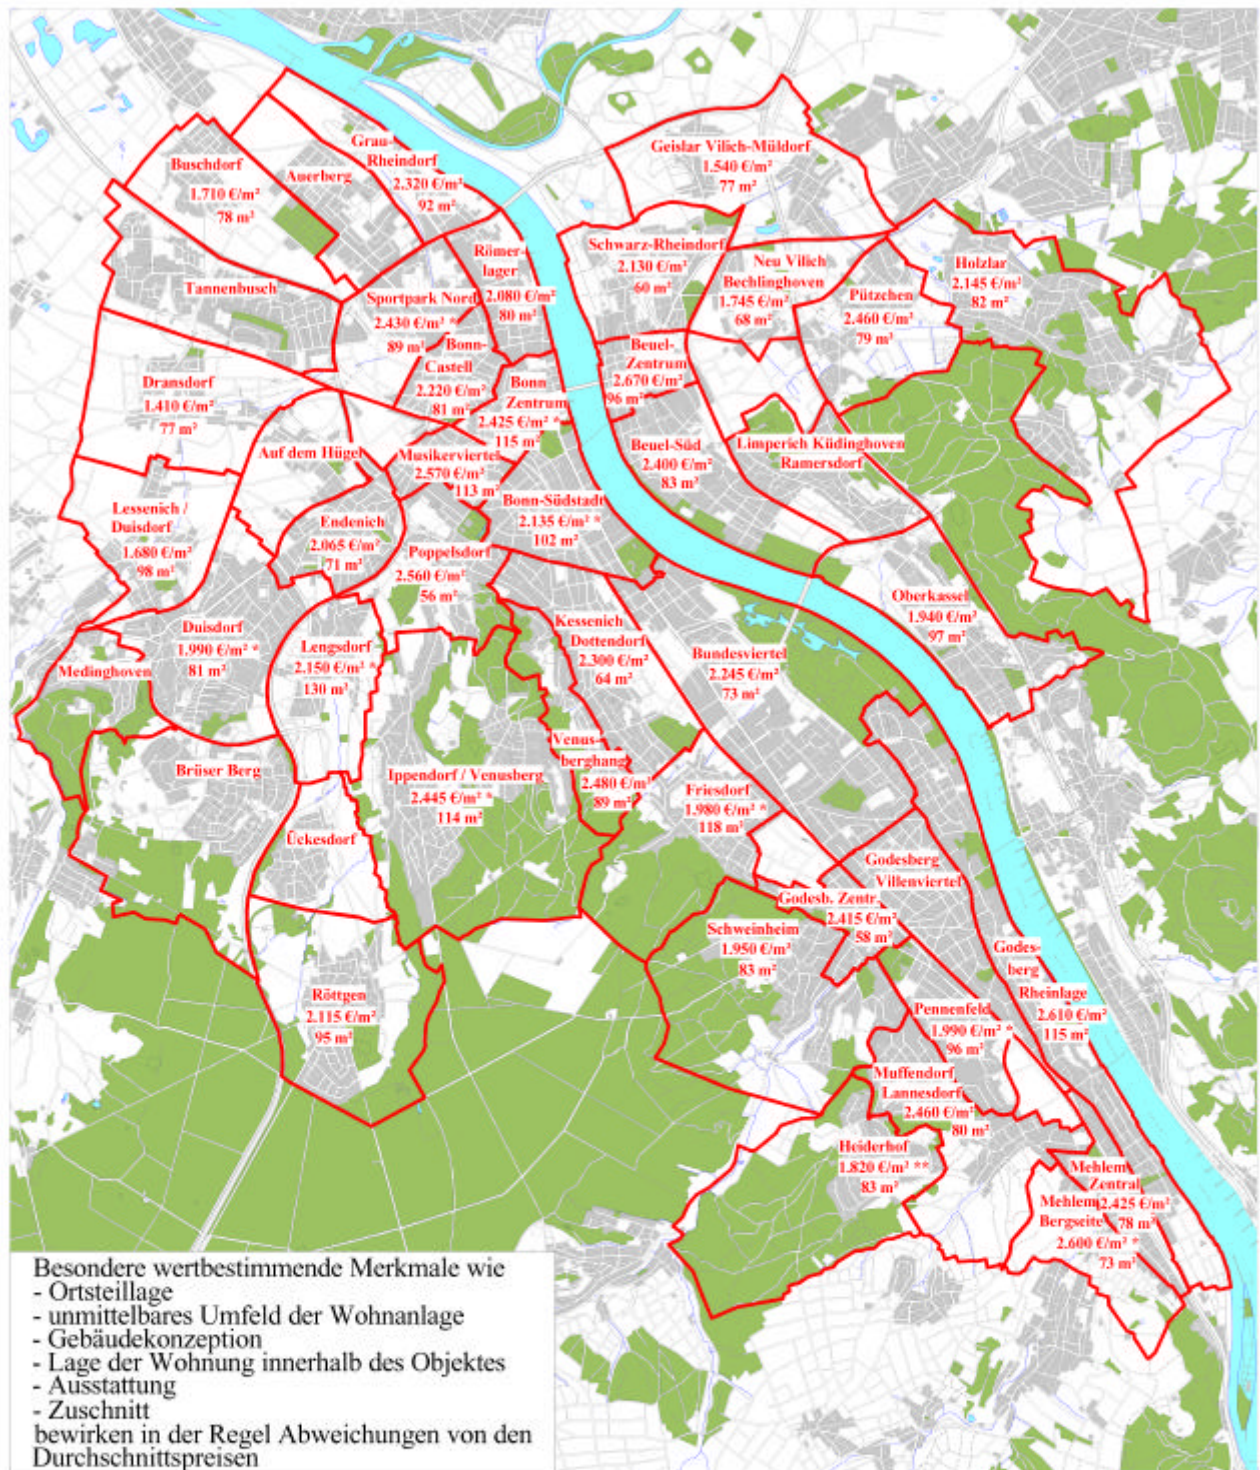 Buschdorf
1.710 €/m²
78 m²
Auerberg
Grau-
Rheindorf
2.320 €/m²
92 m²
Geislar Vilich-Müldorf
1.540 €/m²
77 m²
Tannenbusch
Sportpark Nord
2.430 €/m² *
89 m²
Römer-
lager
2.080 €/m²
80 m²
Schwarz-Rheindorf
2.130 €/m²
60 m²
Neu Vilich
Bechlinghoven
1.745 €/m²
68 m²
Pützchen
2.460 €/m²
79 m²
Holzlar
2.145 €/m²
82 m²
Dransdorf
1.410 €/m²
77 m²
Bonn-
Castell
2.220 €/m²
81 m²
Bonn
Zentrum
2.425 €/m² *
115 m²
Beuel-
Zentrum
2.670 €/m²
96 m²
Auf dem Hügel
Musikerviertel
2.570 €/m²
113 m²
Beuel-Süd
2.400 €/m²
83 m²
Limperich Küdinghoven
Ramersdorf
Lessenich /
Duisdorf
1.680 €/m²
98 m²
Endenich
2.065 €/m²
71 m²
Bonn-Südstadt
2.135 €/m² *
102 m²
Poppelsdorf
2.560 €/m²
56 m²
Oberkassel
1.940 €/m²
97 m²
Medinghoven
Duisdorf
1.990 €/m² *
81 m²
Lengsdorf
2.150 €/m² *
130 m²
Kessenich
Dottendorf
2.300 €/m²
64 m²
Bundesviertel
2.245 €/m²
73 m²
Brüser Berg
Ippendorf / Venusberg
2.445 €/m² *
114 m²
Venus-
berghang
2.480 €/m²
89 m²
Friesdorf
1.980 €/m² *
118 m²
Ückesdorf
Godesberg
Villenviertel
Godesb. Zentr.
2.415 €/m²
58 m²
Schweinheim
1.950 €/m²
83 m²
Godes-
berg
Rheinlage
2.610 €/m²
115 m²
Röttgen
2.115 €/m²
95 m²
Pennenfeld
1.990 €/m² *
96 m²
Muffendorf
Lannesdorf
2.460 €/m²
80 m²
Heiderhof
1.820 €/m² **
83 m²
Mehlem
Zentral
2.425 €/m²
78 m²
Mehlem
Bergseite
2.600 €/m² *
73 m²
Besondere wertbestimmende Merkmale wie
- Ortsteillage
- unmittelbares Umfeld der Wohnanlage
- Gebäudekonzeption
- Lage der Wohnung innerhalb des Objektes
- Ausstattung
- Zuschnitt
bewirken in der Regel Abweichungen von den
Durchschnittspreisen